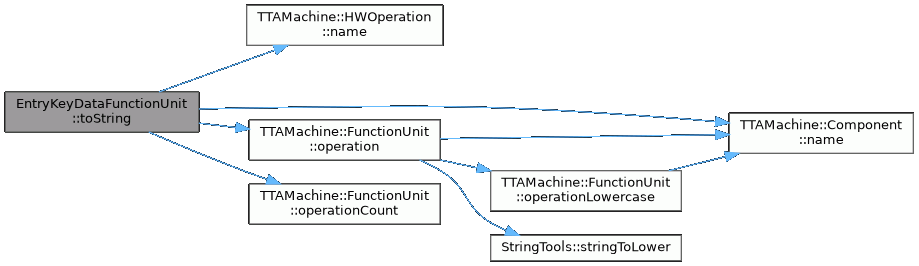 TTAMachine::HWOperation
::name
EntryKeyDataFunctionUnit
::toString
TTAMachine::FunctionUnit
::operation
TTAMachine::Component
::name
TTAMachine::FunctionUnit
::operationLowercase
TTAMachine::FunctionUnit
::operationCount
StringTools::stringToLower